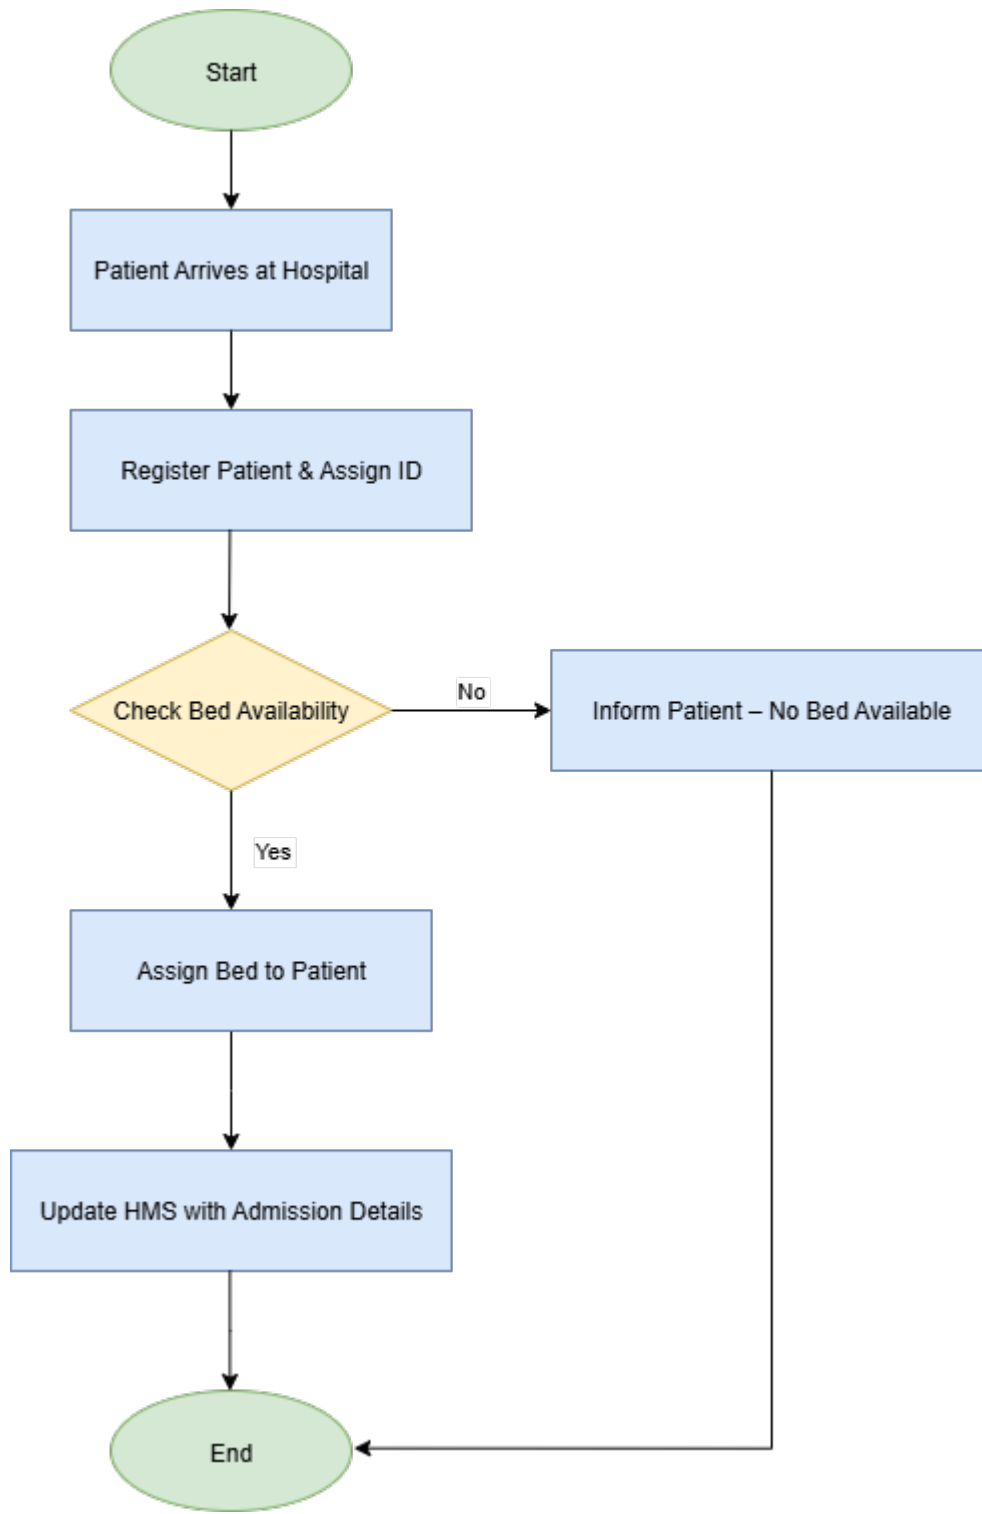 Start
Patient Arrives at Hospital
Register Patient & Assign ID
Check Bed Availability
No
Inform Patient – No Bed Available
Yes
Assign Bed to Patient
Update HMS with Admission Details
End